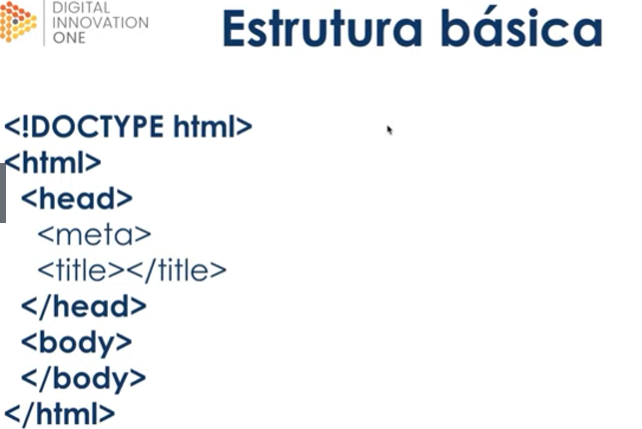 DIGITAL
INNOVATION
ONE
Estrutura básica
<!DOCTYPE html>
<html>
<head>
<meta>
<title></title>
</head>
<body>
</body>
</html>